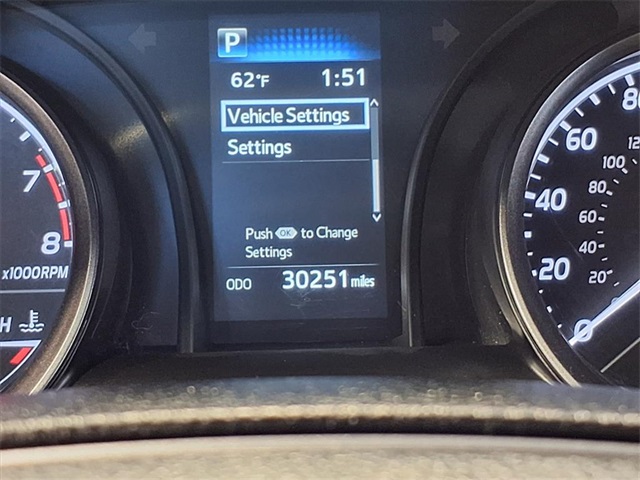 P
62°F 1:51
Vehicle Settings
Settings
Push OK to Change
Settings
ODO 30251 miles
7
8
x1000RPM
H
80
60
40
20
0
100
80
60
40
20